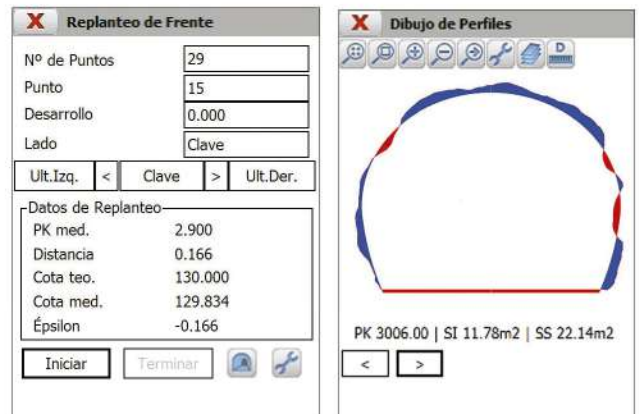 X Replanteo de Frente
Nº de Puntos 29
Punto 15
Desarrollo 0.000
Lado Clave
Ult.Izq. < Clave > Ult.Der.
Datos de Replanteo
PK med. 2.900
Distancia 0.166
Cota teo. 130.000
Cota med. 129.834
Épsilon -0.166
Iniciar Terminar
X Dibujo de Perfiles
D
PK 3006.00 | SI 11.78m2 | SS 22.14m2
< >